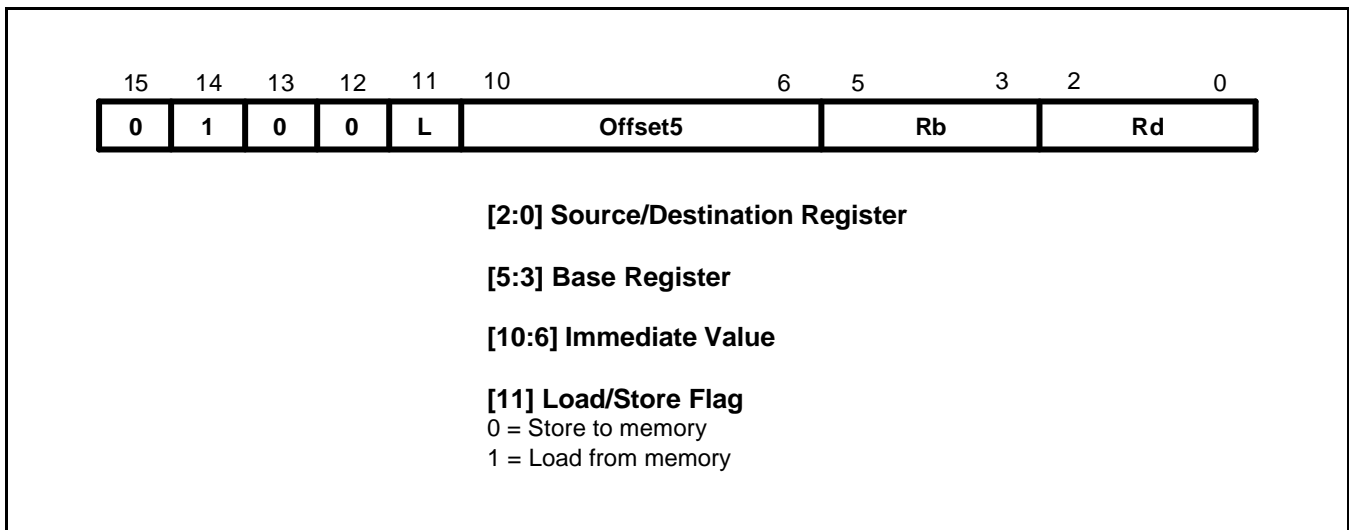 15 14 13 12 11 10 6 5 3 2 0
0 1 0 0 L Offset5 Rb Rd
[2:0] Source/Destination Register
[5:3] Base Register
[10:6] Immediate Value
[11] Load/Store Flag
0 = Store to memory
1 = Load from memory